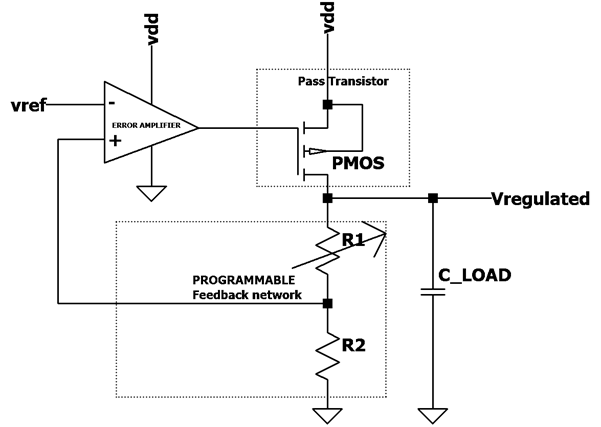 vdd
vdd
Pass Transistor
vref
-
ERROR AMPLIFIER
+
PMOS
Vregulated
R1
PROGRAMMABLE
Feedback network
C_LOAD
R2